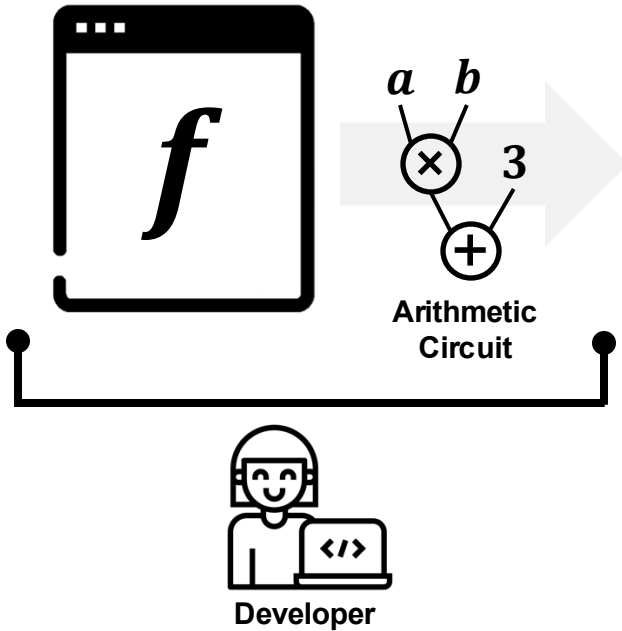 f
a b
×
3
+
Arithmetic
Circuit
</>
Developer